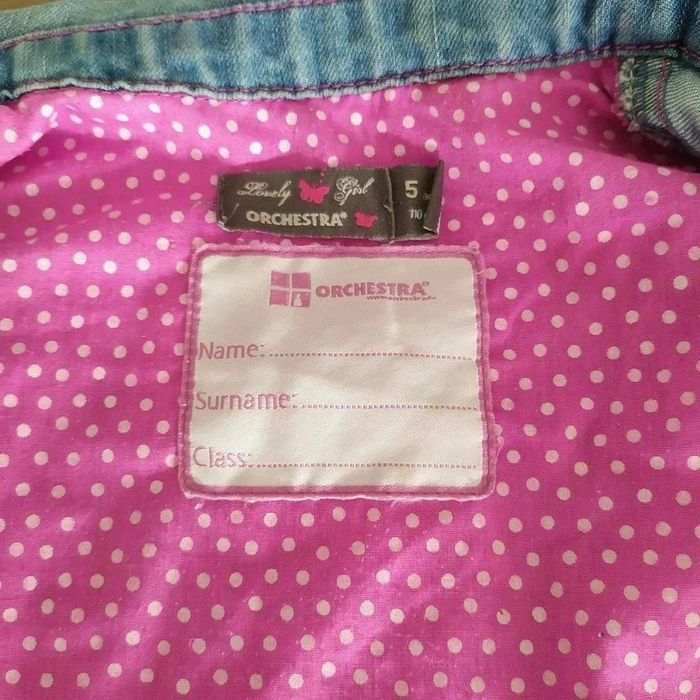 Lovely Girl
ORCHESTRA®
5
110
ORCHESTRA®
Name:
Surname:
Class: